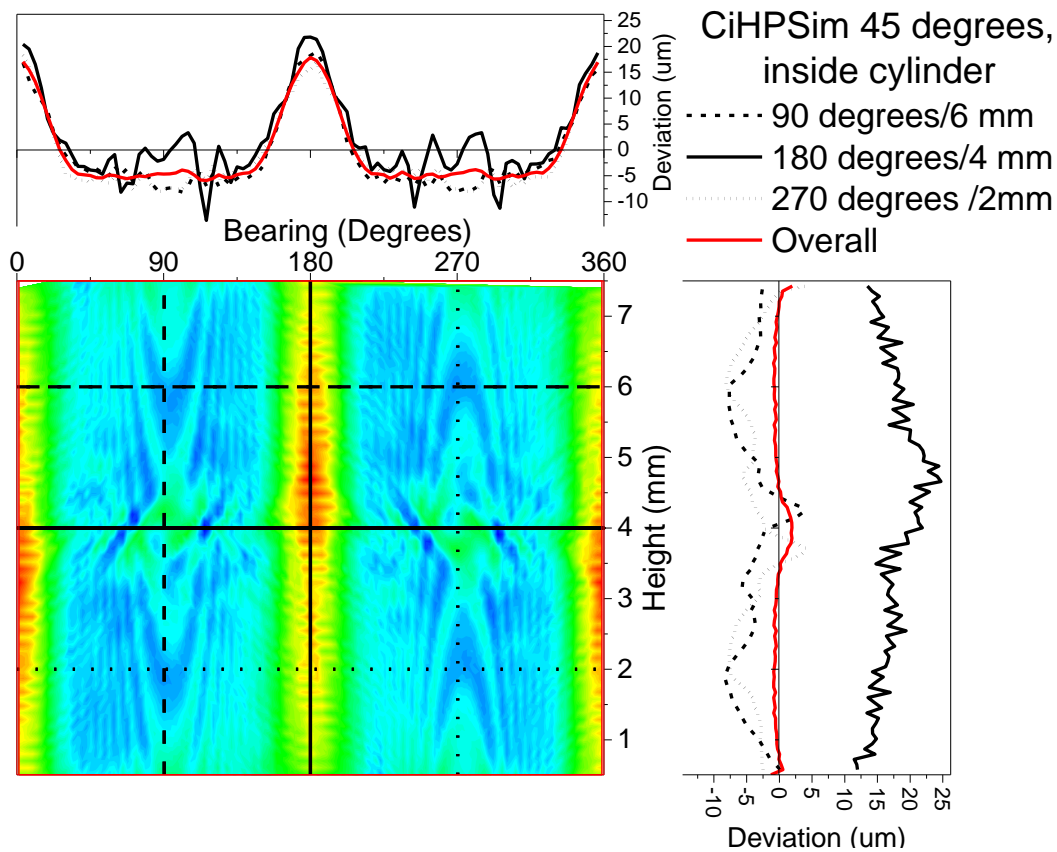 25
20
15
10
5
0
-5
-10
Deviation (um)
CiHPSim 45 degrees,
inside cylinder
90 degrees/6 mm
180 degrees/4 mm
270 degrees /2mm
Overall
Bearing (Degrees)
0 90 180 270 360
7
6
5
4
3
2
1
Height (mm)
-10 -5 0 5 10 15 20 25
Deviation (um)